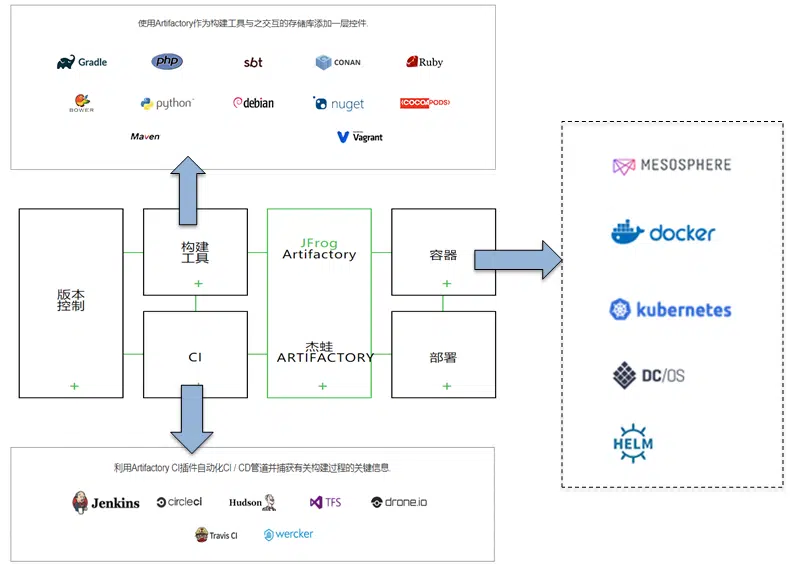 使用Artifactory作为构建工具与之交互的存储库添加一层控件.
Gradle php sbt CONAN Ruby
BOWER python debian nuget COCOAPODS
Maven Vagrant
版本
控制
构建
工具
+
JFrog
Artifactory
容器
+
CI
杰蛙
ARTIFACTORY
部署
+
+
+
MESOSPHERE
docker
kubernetes
DC/OS
HELM
利用Artifactory CI插件自动化CI / CD管道并捕获有关构建过程的关键信息.
Jenkins circleci Hudson TFS drone.io
Travis CI wercker